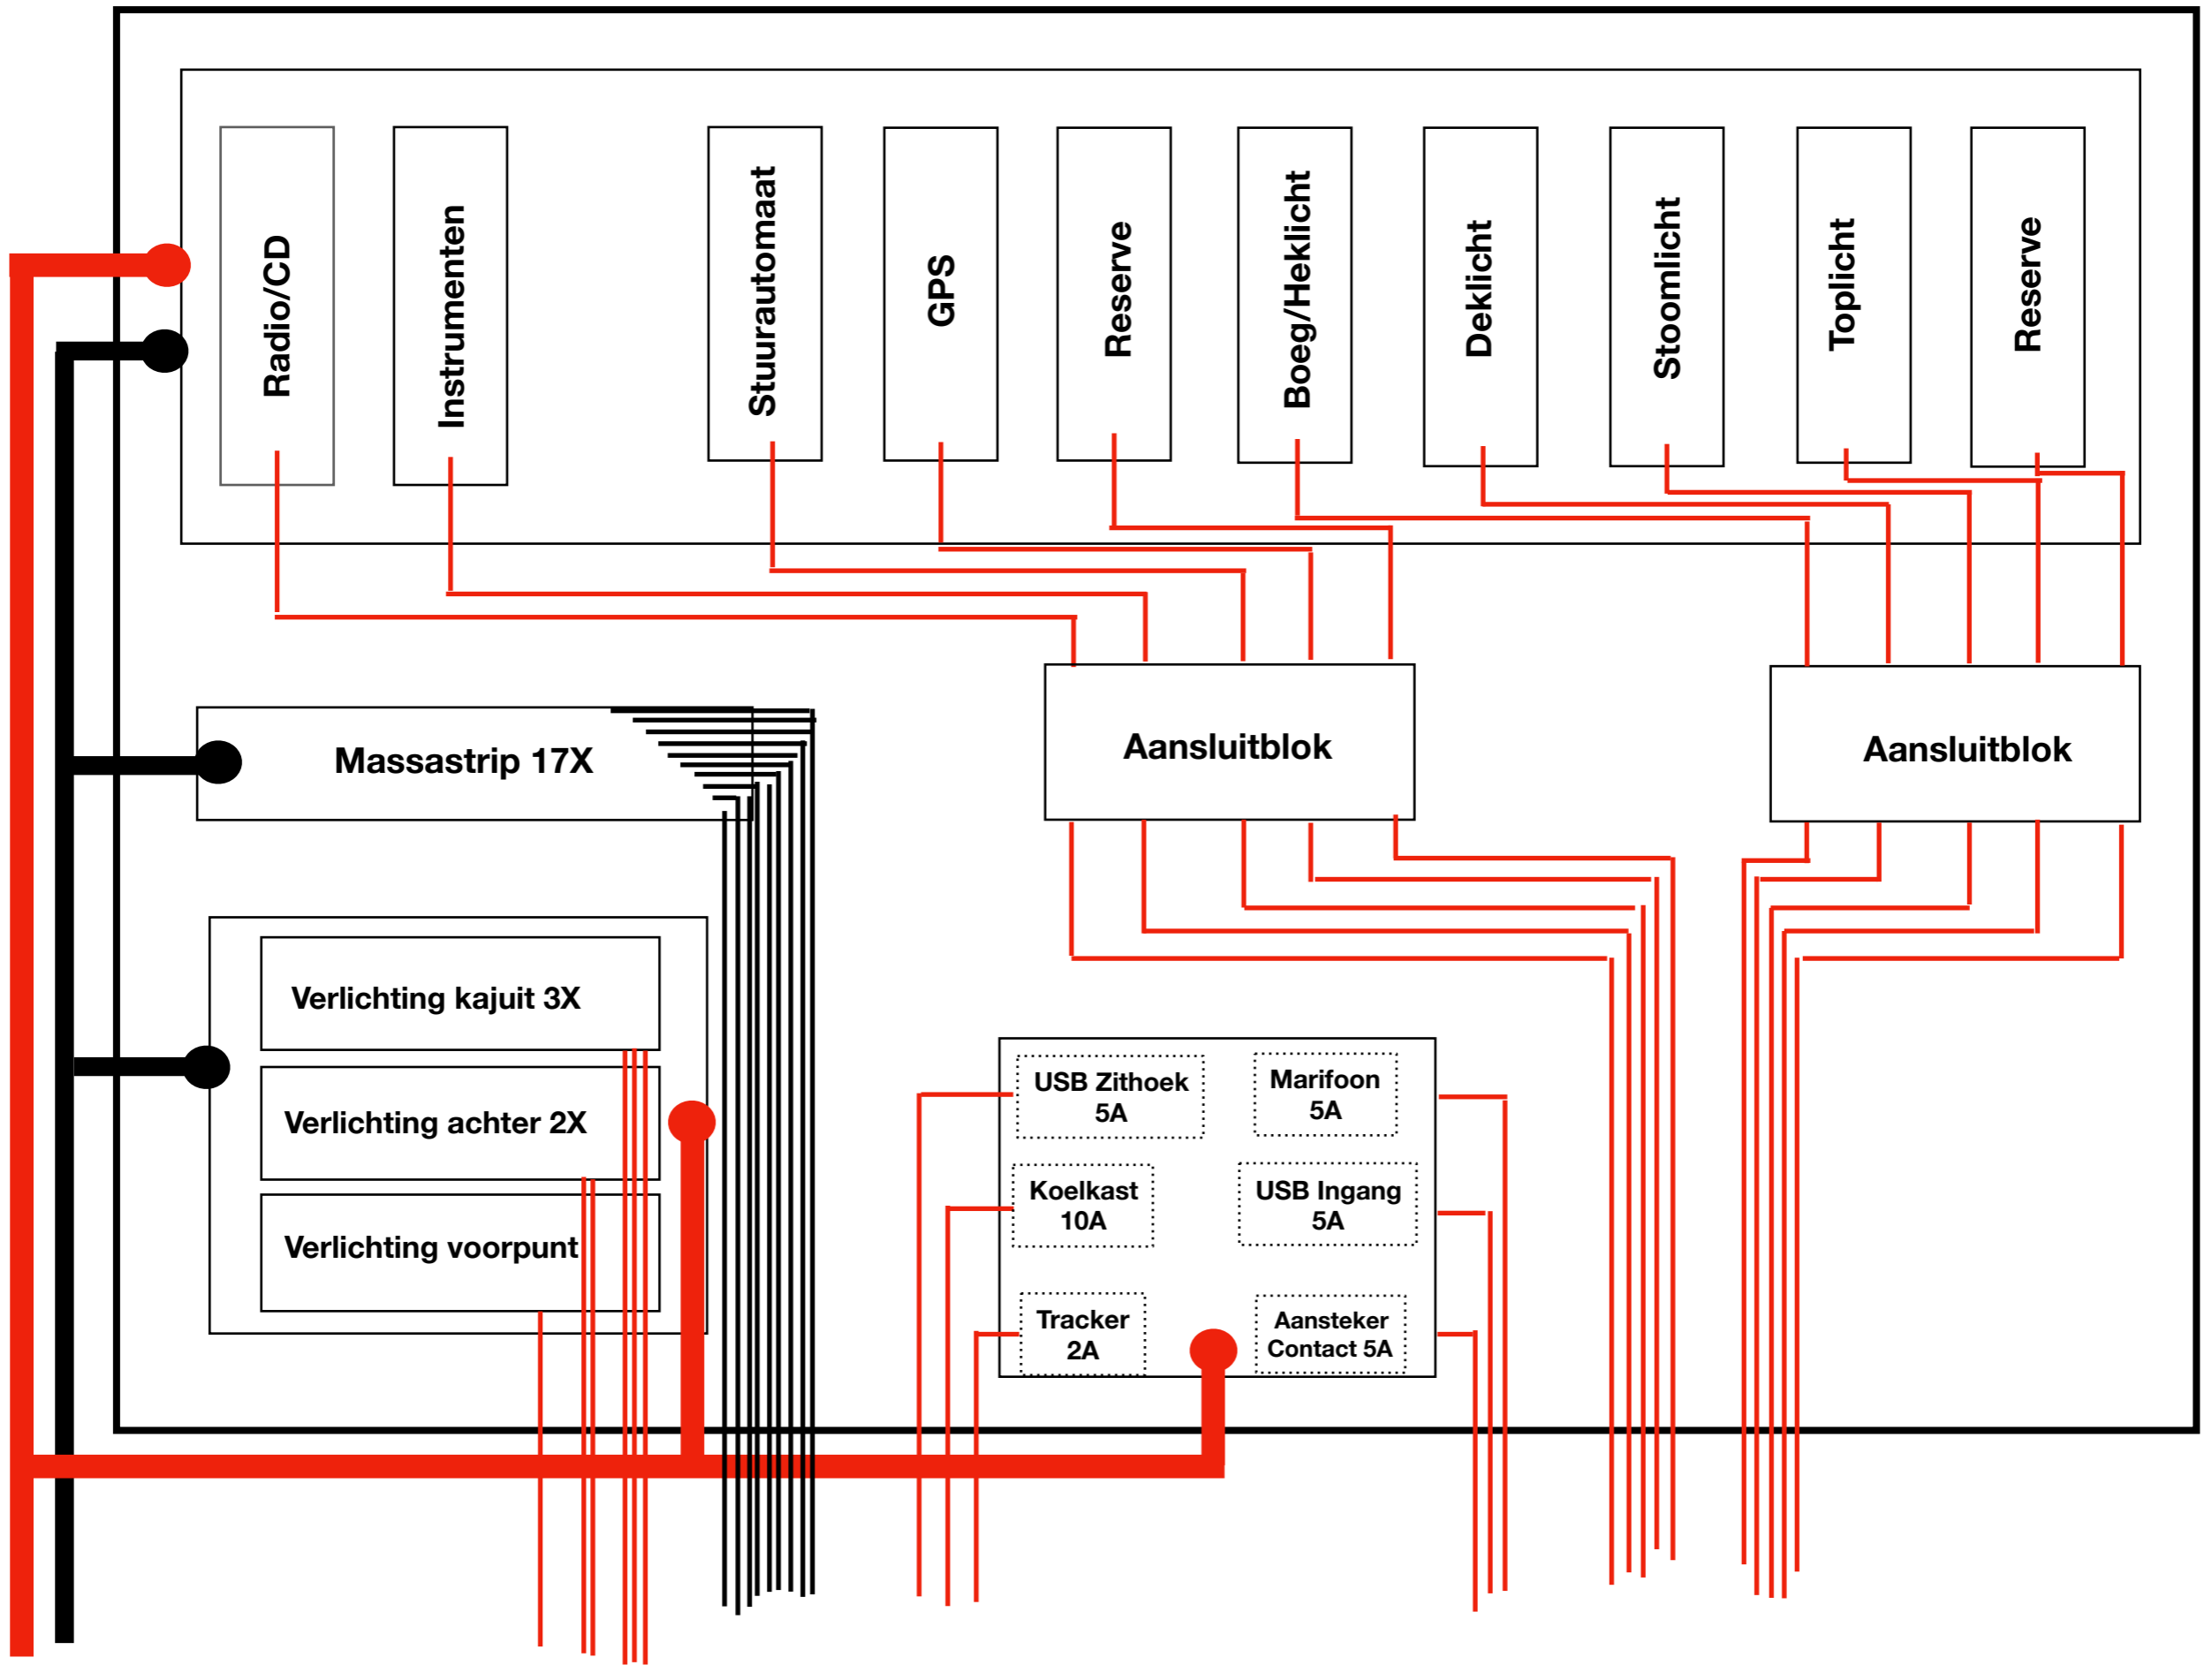 Radio/CD
Instrumenten
Stuurautomaat
GPS
Reserve
Boeg/Heklicht
Deklicht
Stoomlicht
Toplicht
Reserve
Massastrip 17X
Aansluitblok
Aansluitblok
Verlichting kajuit 3X
Verlichting achter 2X
Verlichting voorpunt
USB Zithoek
5A
Marifoon
5A
Koelkast
10A
USB Ingang
5A
Tracker
2A
Aansteker
Contact 5A